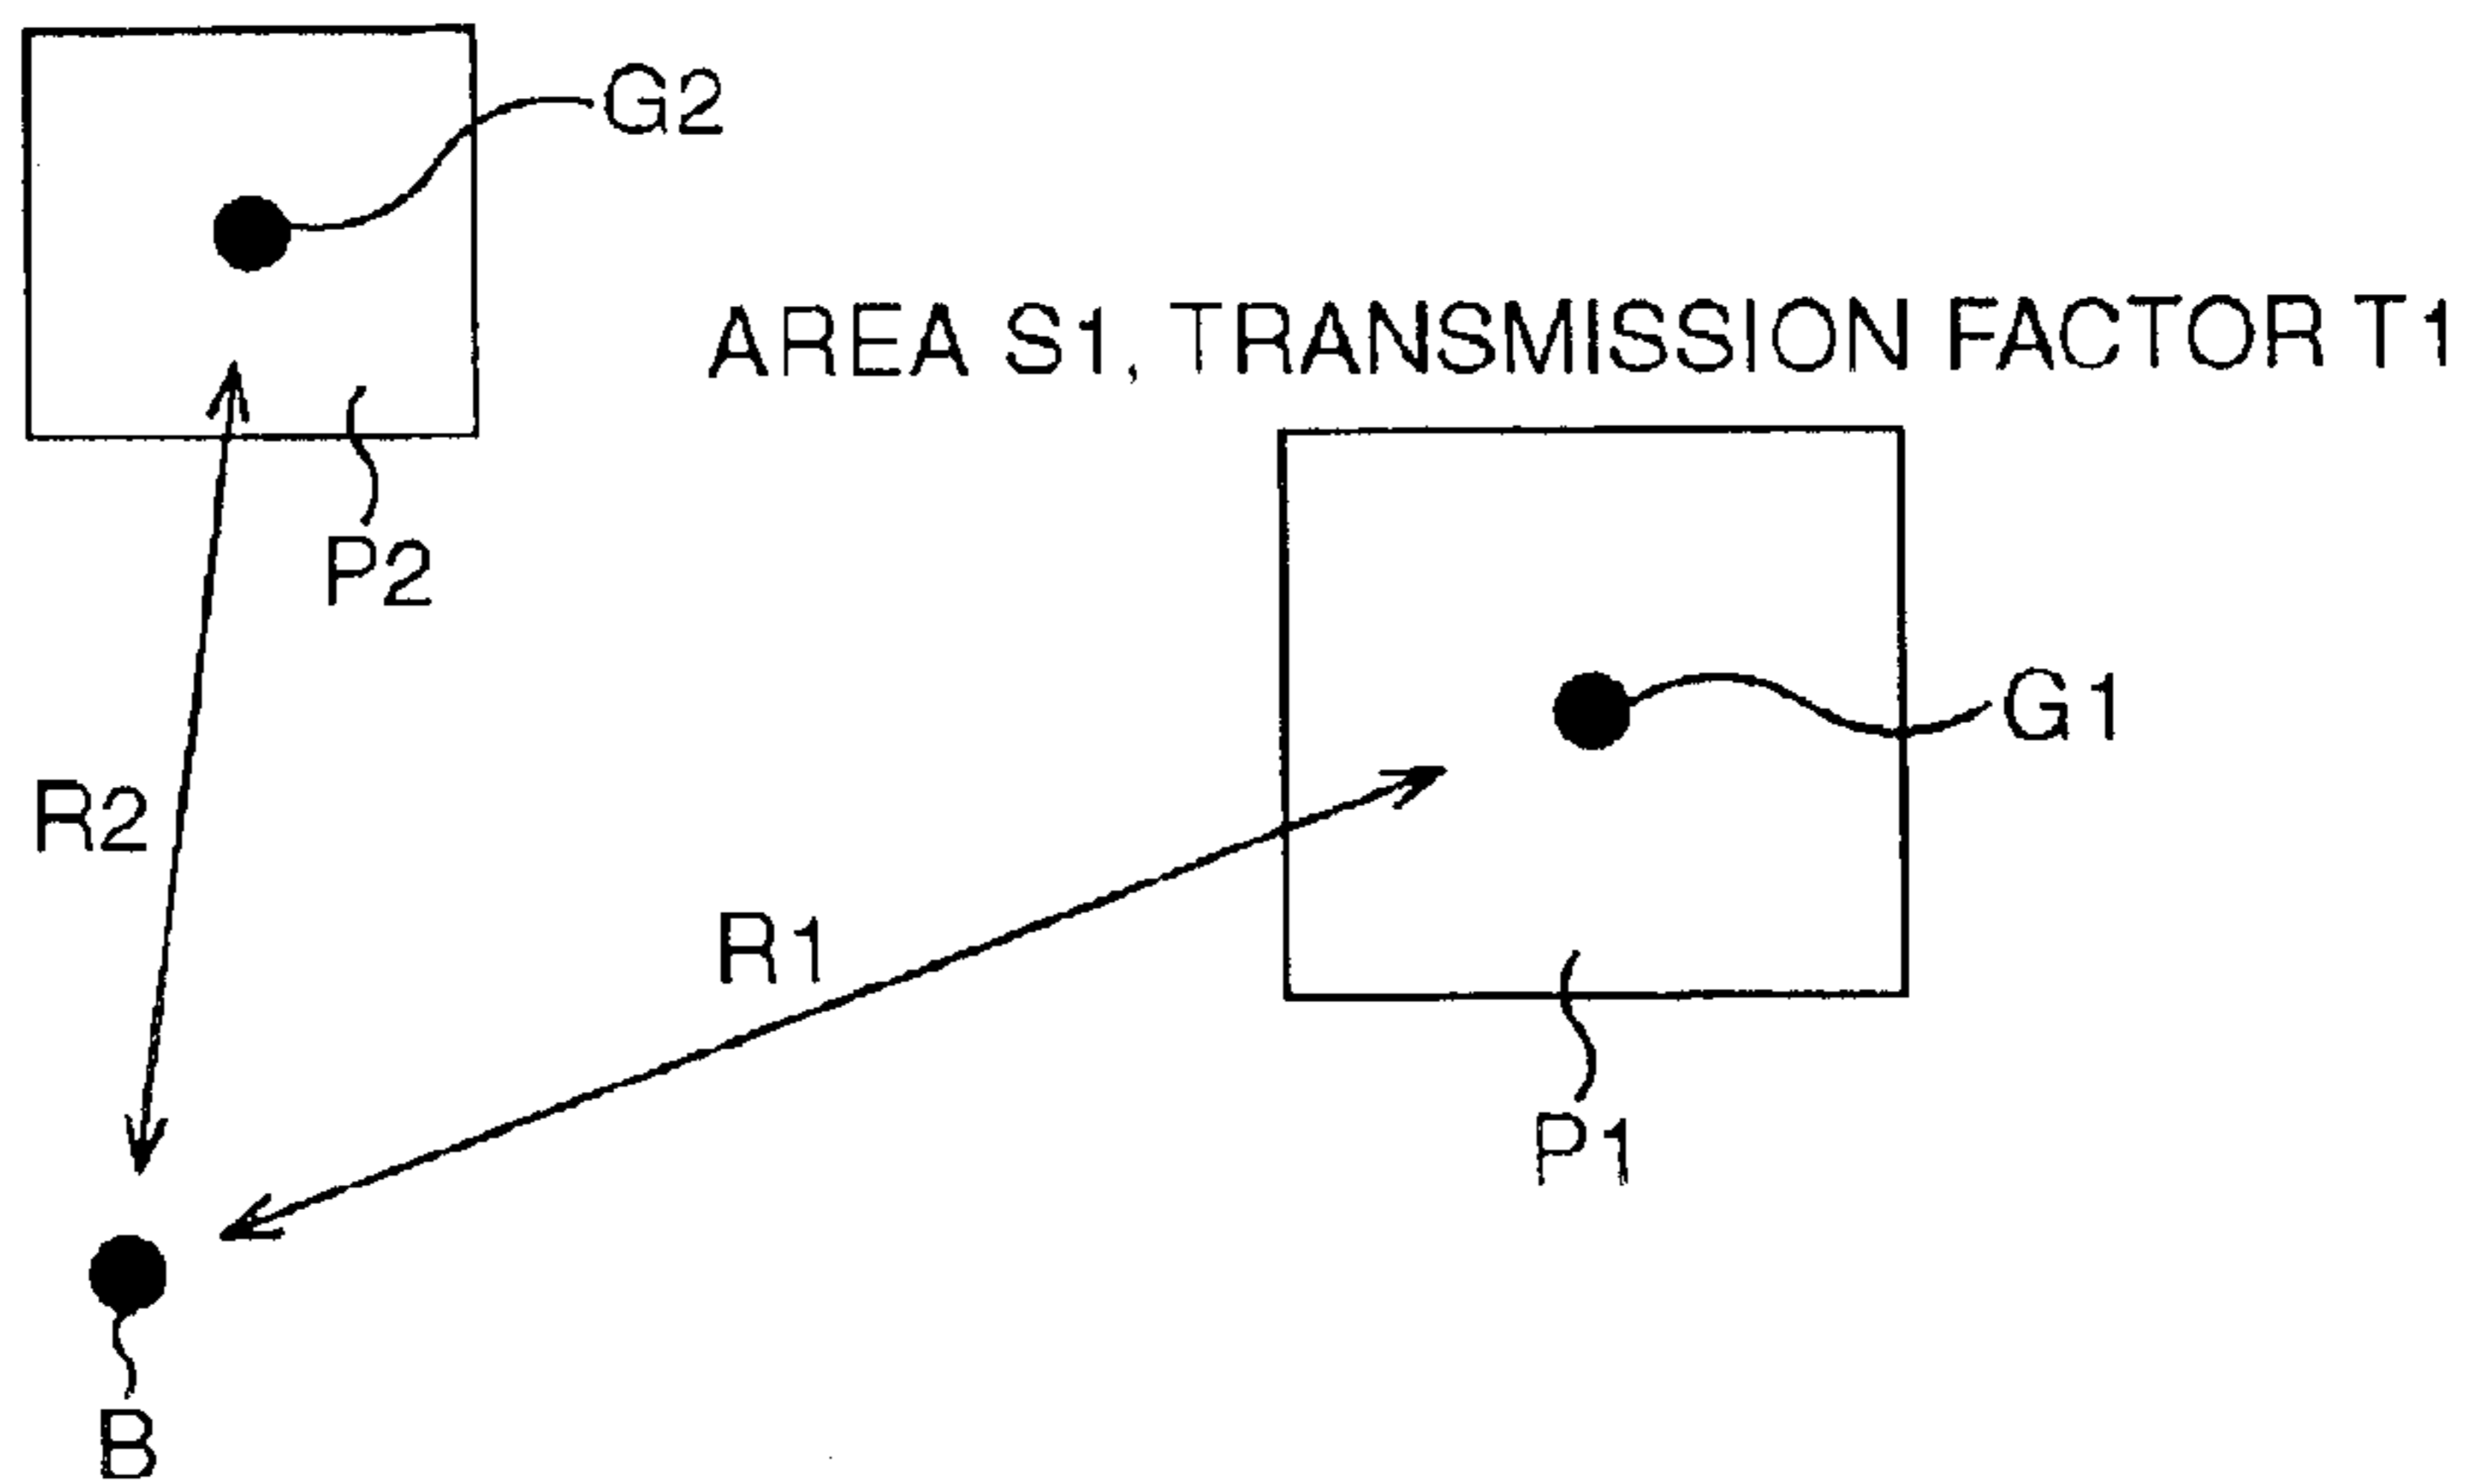 G2
AREA S1, TRANSMISSION FACTOR T1
P2
G1
R2
R1
P1
B